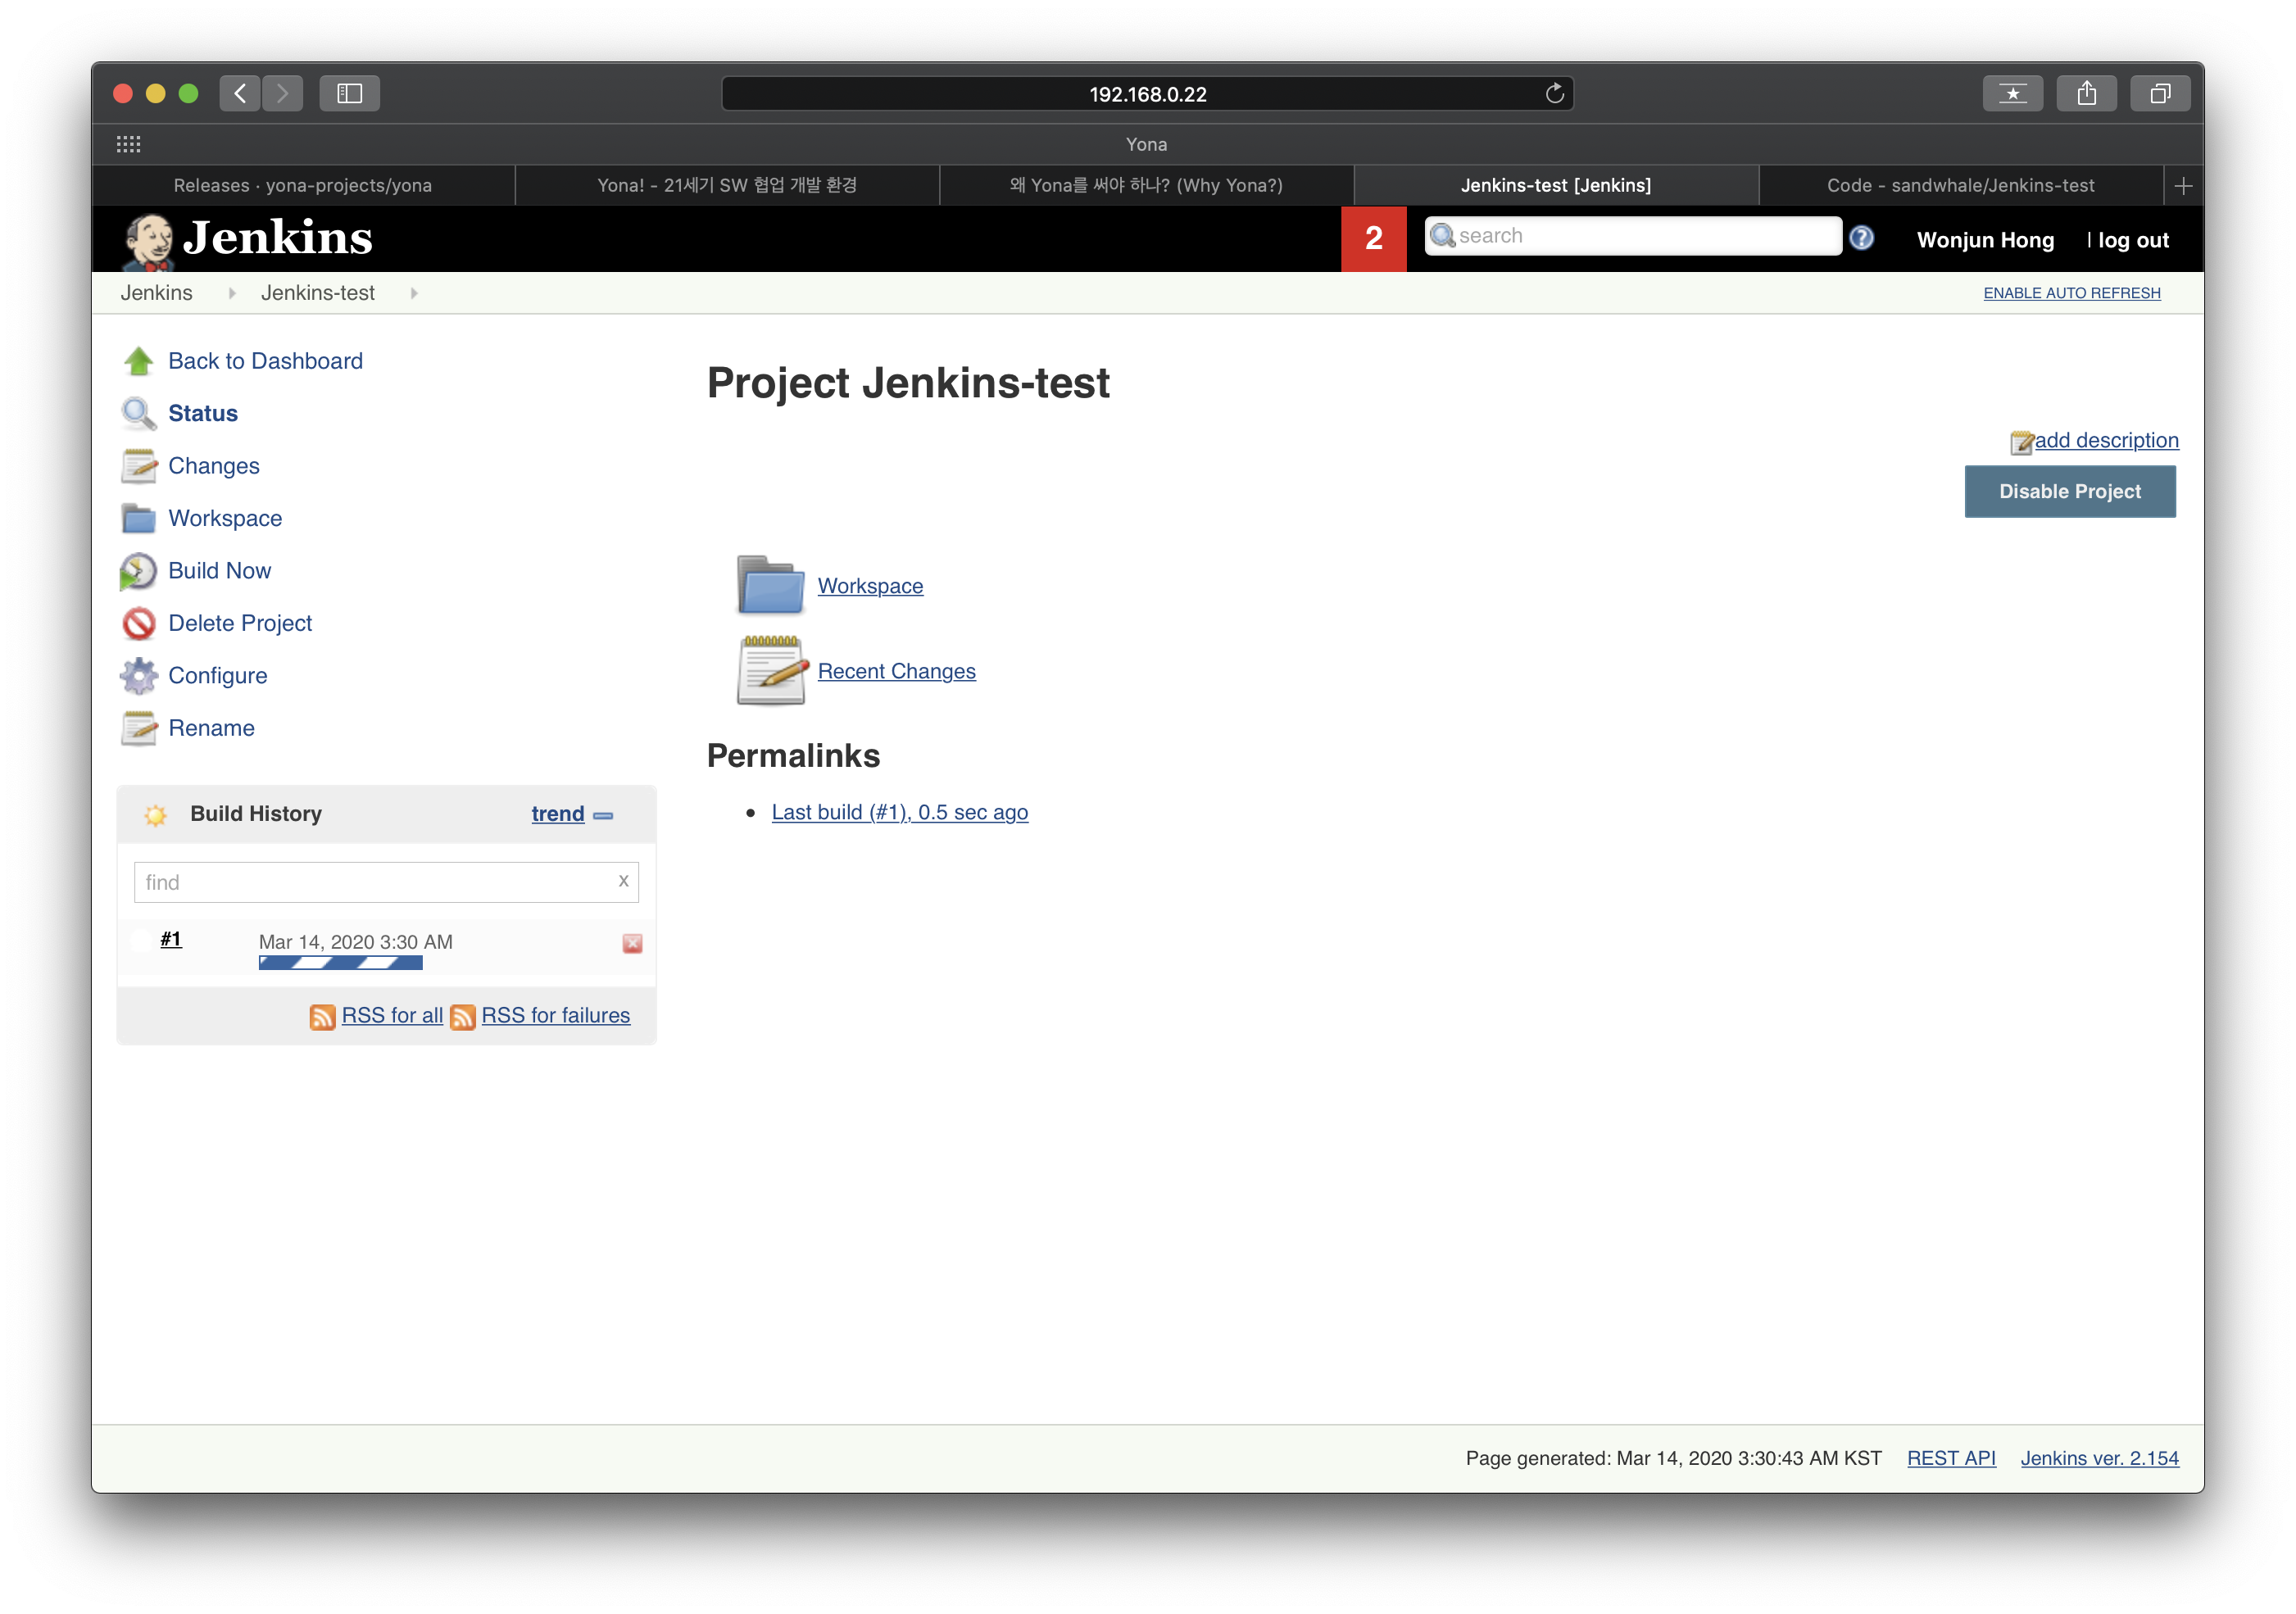 192.168.0.22
Yona
Releases · yona-projects/yona
Yona! - 21세기 SW 협업 개발 환경
왜 Yona를 써야 하나? (Why Yona?)
Jenkins-test [Jenkins]
Code - sandwhale/Jenkins-test
Jenkins
2
search
Wonjun Hong
| log out
Jenkins
Jenkins-test
ENABLE AUTO REFRESH
Back to Dashboard
Status
Changes
Workspace
Build Now
Delete Project
Configure
Rename
Build History
trend
find
x
#1
Mar 14, 2020 3:30 AM
RSS for all
RSS for failures
Project Jenkins-test
add description
Disable Project
Workspace
Recent Changes
Permalinks
• Last build (#1), 0.5 sec ago
Page generated: Mar 14, 2020 3:30:43 AM KST
REST API
Jenkins ver. 2.154